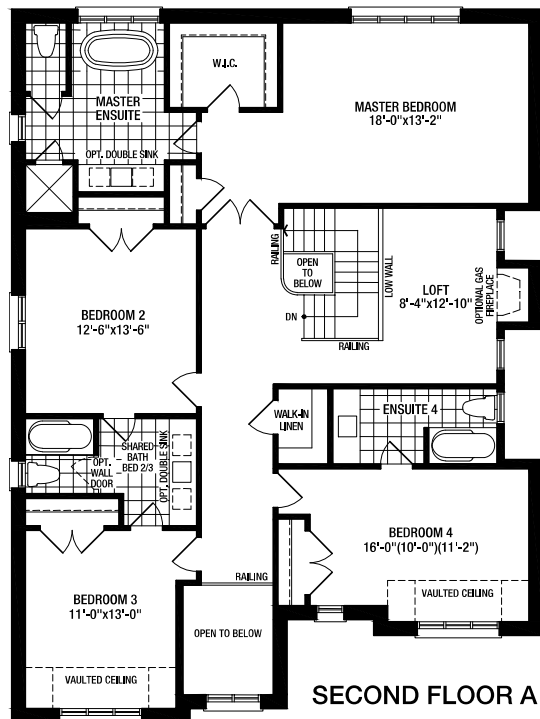 W.I.C.
MASTER
ENSUITE
MASTER BEDROOM
18'-0"x13'-2"
OPT. DOUBLE SINK
RAILING
OPEN
TO
BELOW
LOW WALL
LOFT
8'-4"x12'-10"
OPTIONAL GAS
FIREPLACE
BEDROOM 2
12'-6"x13'-6"
DN
RAILING
WALK-IN
LINEN
ENSUITE 4
SHARED
BATH
BED 2/3
OPT.
WALL
DOOR
OPT. DOUBLE SINK
BEDROOM 4
16'-0"(10'-0")(11'-2")
RAILING
VAULTED CEILING
BEDROOM 3
11'-0"x13'-0"
OPEN TO BELOW
VAULTED CEILING
SECOND FLOOR A